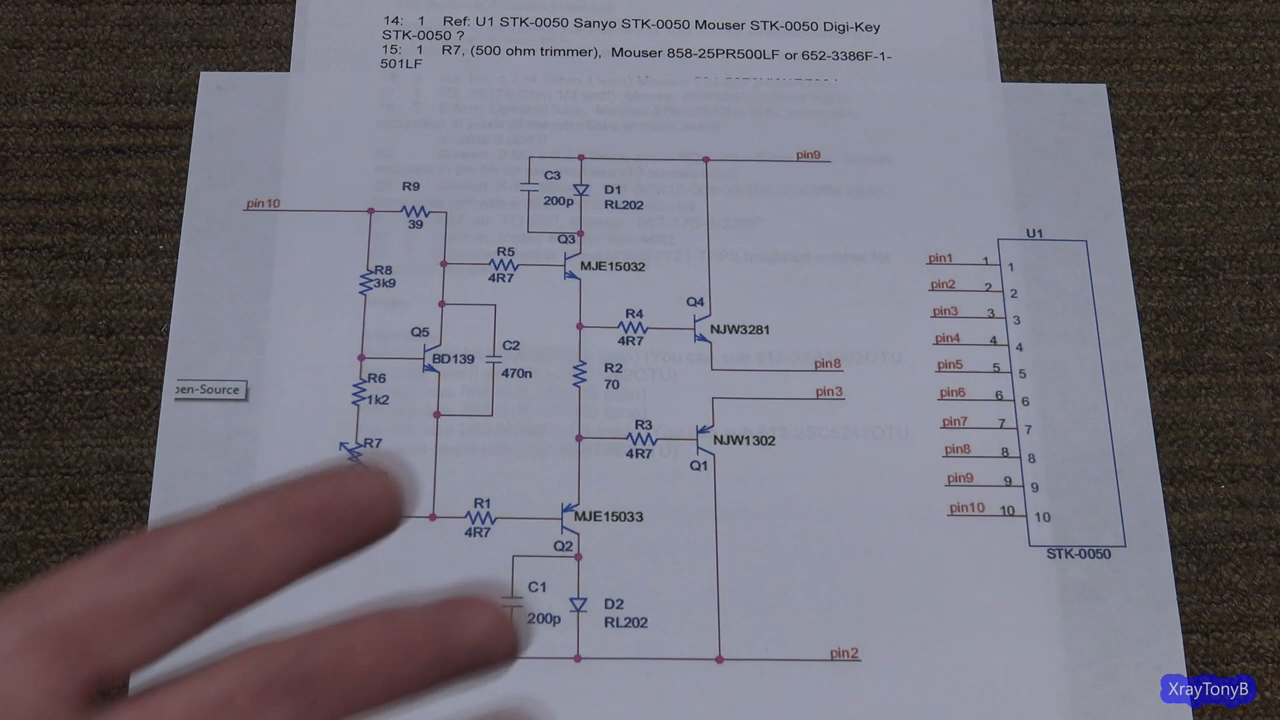 14: 1 Ref: U1 STK-0050 Sanyo STK-0050 Mouser STK-0050 Digi-Key
STK-0050 ?
15: 1 R7, (500 ohm trimmer), Mouser 858-25PR500LF or 652-3386F-1-
501LF
pin9
C3
200p
D1
RL202
R9
39
pin10
Q3
MJE15032
R5
4R7
R8
3k9
Q4
NJW3281
R4
4R7
Q5
BD139
C2
470n
R2
70
pin8
pin3
R6
1k2
en-Source
R3
4R7
NJW1302
Q1
R7
R1
4R7
MJE15033
Q2
C1
200p
D2
RL202
pin2
U1
pin1 1 1
pin2 2 2
pin3 3 3
pin4 4 4
pin5 5 5
pin6 6 6
pin7 7 7
pin8 8 8
pin9 9 9
pin10 10 10
STK-0050
XrayTonyB